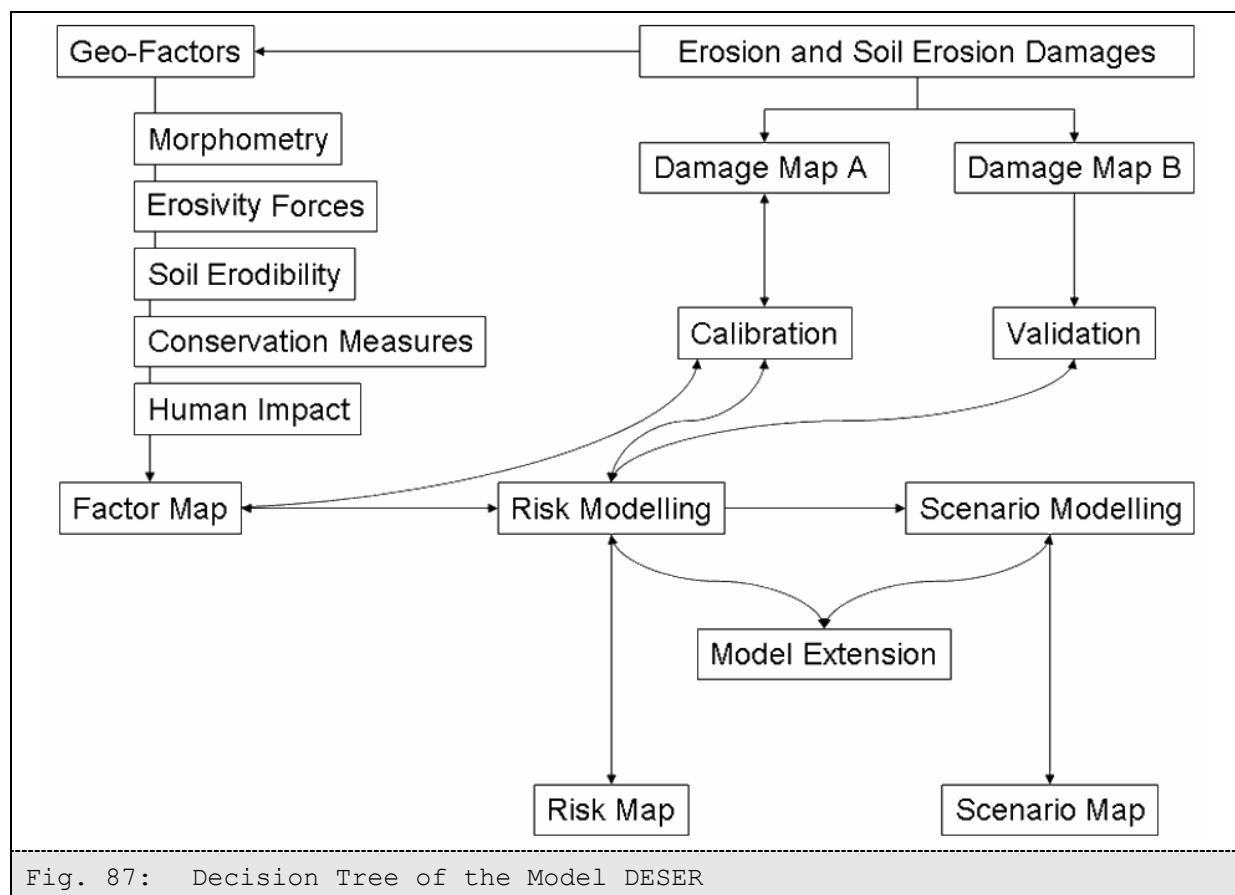 Geo-Factors
Erosion and Soil Erosion Damages
Morphometry
Damage Map A
Damage Map B
Erosivity Forces
Soil Erodibility
Conservation Measures
Calibration
Validation
Human Impact
Factor Map
Risk Modelling
Scenario Modelling
Model Extension
Risk Map
Scenario Map
Fig. 87: Decision Tree of the Model DESER